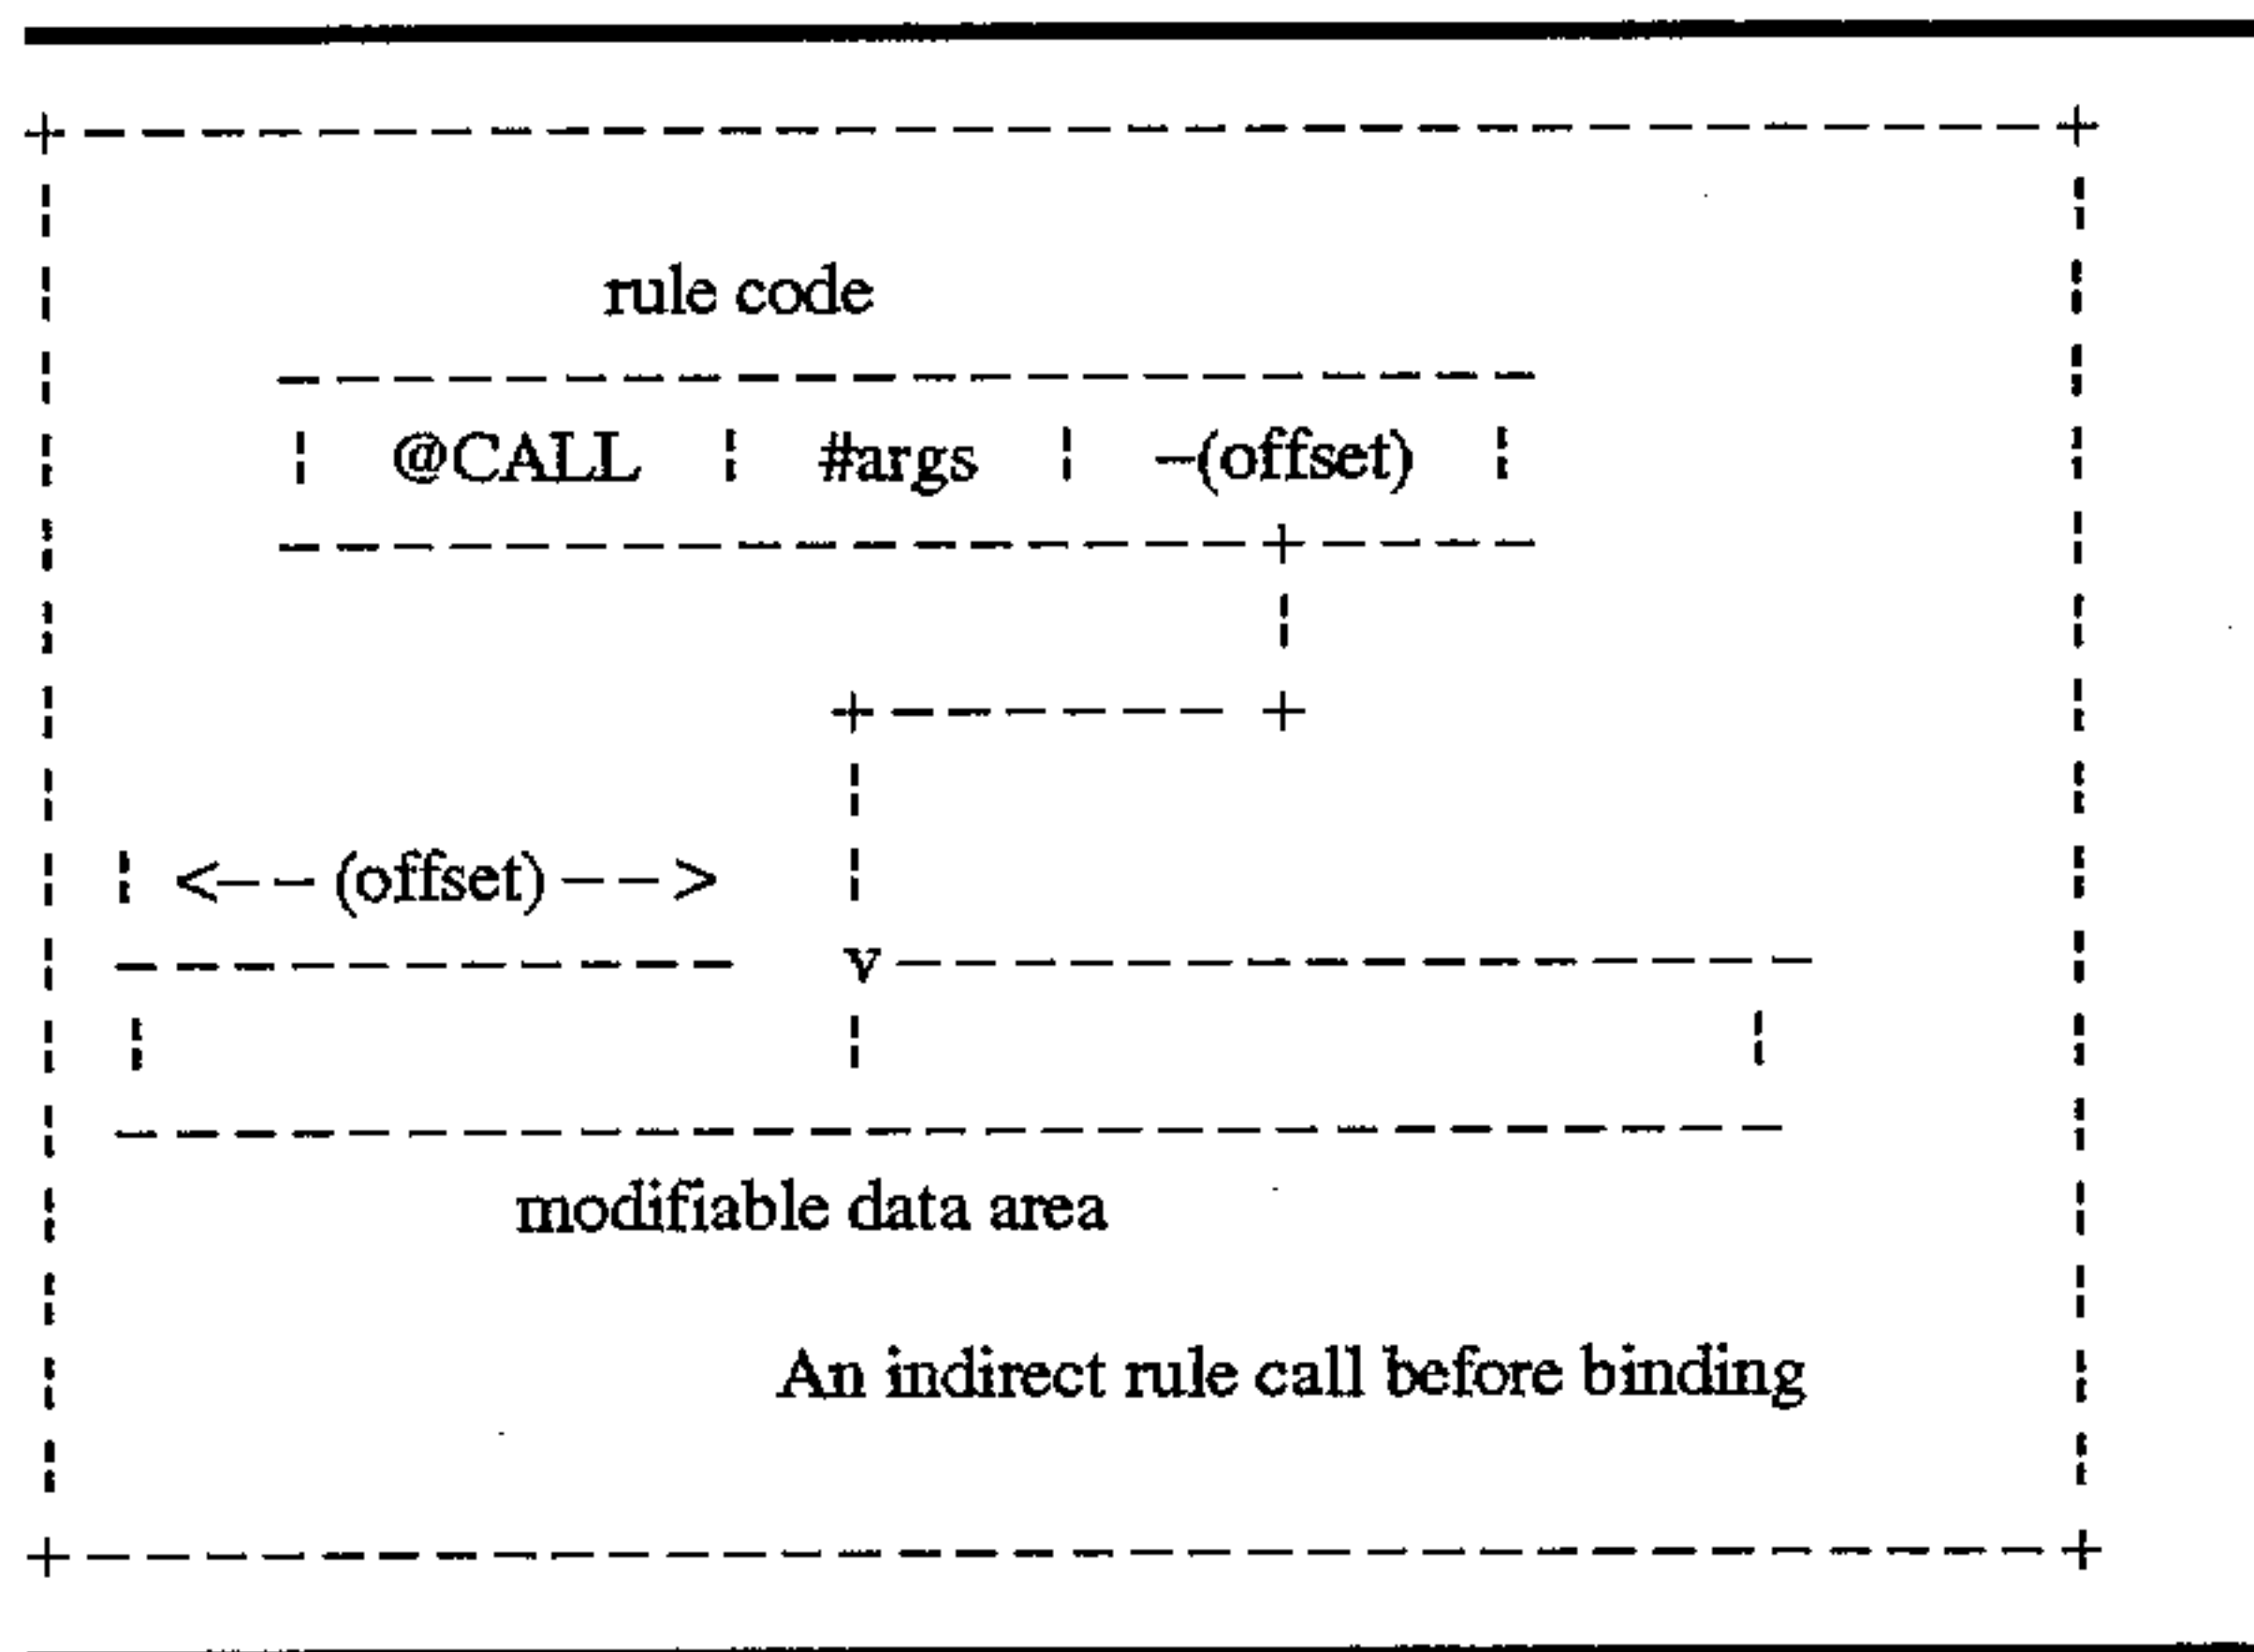 +-----------------------------------+
rule code
----------------------
| @CALL | #args | -(offset) |
-----------------+----
|
+------ +
|
| <-- (offset) --> |
----------- v----------------
| | |
-----------------------------
modifiable data area
An indirect rule call before binding
+-----------------------------------+